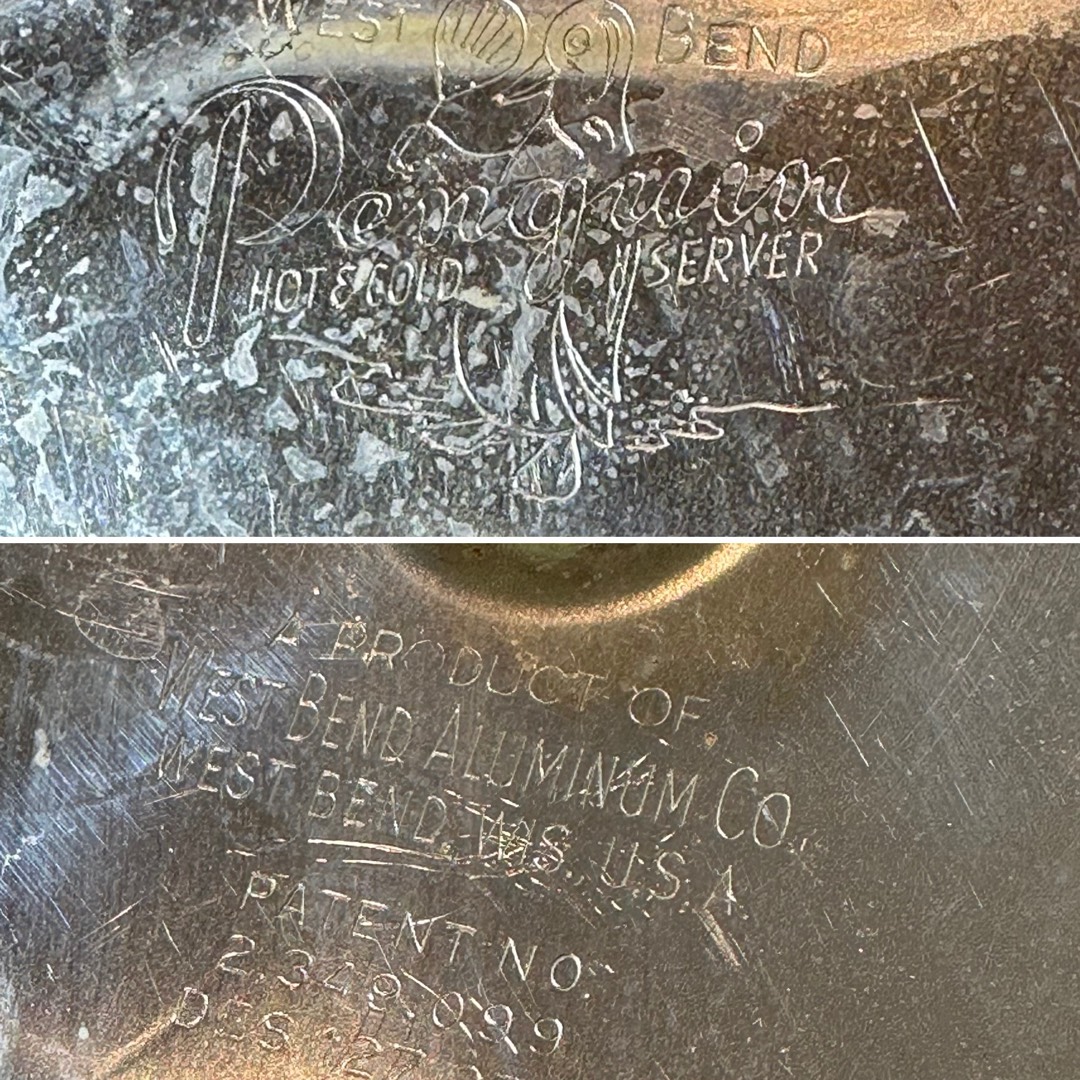 WEST BEND
Penguin
HOT & COLD SERVER
A PRODUCT OF
WEST BEND ALUMINUM CO.
WEST BEND, WIS., U.S.A.
PATENT NO.
2,349,099
DES.